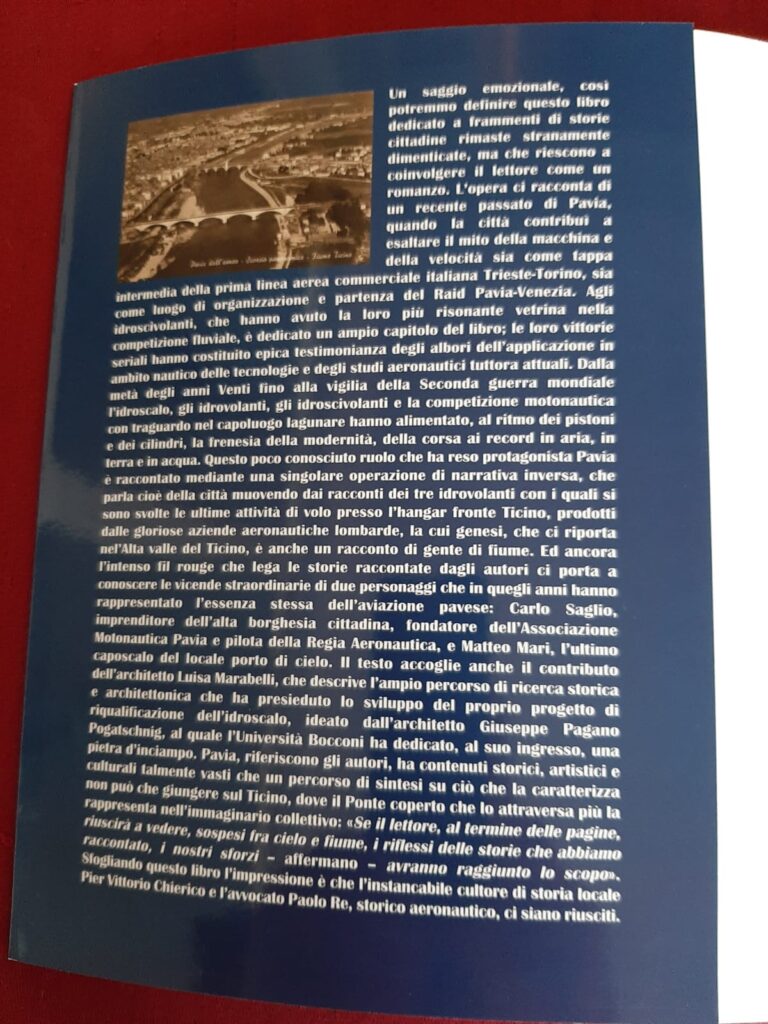 Un saggio emozionale, così
potremmo definire questo libro
dedicato a frammenti di storie
cittadine rimaste stranamente
dimenticate, ma che riescono a
coinvolgere il lettore come un
romanzo. L'opera ci racconta di
un recente passato di Pavia,
quando la città contribuì a
esaltare il mito della macchina e
della velocità sia come tappa
Pavia dall'aereo - Scorcio panoramico - Fiume Ticino
intermedia della prima linea aerea commerciale italiana Trieste-Torino, sia
come luogo di organizzazione e partenza del Raid Pavia-Venezia. Agli
idroscivolanti, che hanno avuto la loro più risonante vetrina nella
competizione fluviale, è dedicato un ampio capitolo del libro; le loro vittorie
seriali hanno costituito epica testimonianza degli albori dell'applicazione in
ambito nautico delle tecnologie e degli studi aeronautici tuttora attuali. Dalla
metà degli anni Venti fino alla vigilia della Seconda guerra mondiale
l'idroscalo, gli idrovolanti, gli idroscivolanti e la competizione motonautica
con traguardo nel capoluogo lagunare hanno alimentato, al ritmo dei pistoni
e dei cilindri, la frenesia della modernità, della corsa ai record in aria, in
terra e in acqua. Questo poco conosciuto ruolo che ha reso protagonista Pavia
è raccontato mediante una singolare operazione di narrativa inversa, che
parla cioè della città muovendo dai racconti dei tre idrovolanti con i quali si
sono svolte le ultime attività di volo presso l'hangar fronte Ticino, prodotti
dalle gloriose aziende aeronautiche lombarde, la cui genesi, che ci riporta
nel'Alta valle del Ticino, è anche un racconto di gente di fiume. Ed ancora
l'intenso fil rouge che lega le storie raccontate dagli autori ci porta a
conoscere le vicende straordinarie di due personaggi che in quegli anni hanno
rappresentato l'essenza stessa dell'aviazione pavese: Carlo Saglio,
imprenditore dell'alta borghesia cittadina, fondatore dell'Associazione
Motonautica Pavia e pilota della Regia Aeronautica, e Matteo Mari, l'ultimo
caposcalo del locale porto di cielo. Il testo accoglie anche il contributo
dell'architetto Luisa Marabelli, che descrive l'ampio percorso di ricerca storica
e architettonica che ha presieduto lo sviluppo del proprio progetto di
riqualificazione dell'idroscalo, ideato dall'architetto Giuseppe Pagano
Pogatschnig, al quale l'Università Bocconi ha dedicato, al suo ingresso, una
pietra d'inciampo. Pavia, riferiscono gli autori, ha contenuti storici, artistici e
culturali talmente vasti che un percorso di sintesi su ciò che la caratterizza
non può che giungere sul Ticino, dove il Ponte coperto che lo attraversa più la
rappresenta nell'immaginario collettivo: «Se il lettore, al termine delle pagine,
riuscirà a vedere, sospesi fra cielo e fiume, i riflessi delle storie che abbiamo
raccontato, i nostri sforzi – affermano – avranno raggiunto lo scopo».
Sfogliando questo libro l'impressione è che l'instancabile cultore di storia locale
Pier Vittorio Chierico e l'avvocato Paolo Re, storico aeronautico, ci siano riusciti.